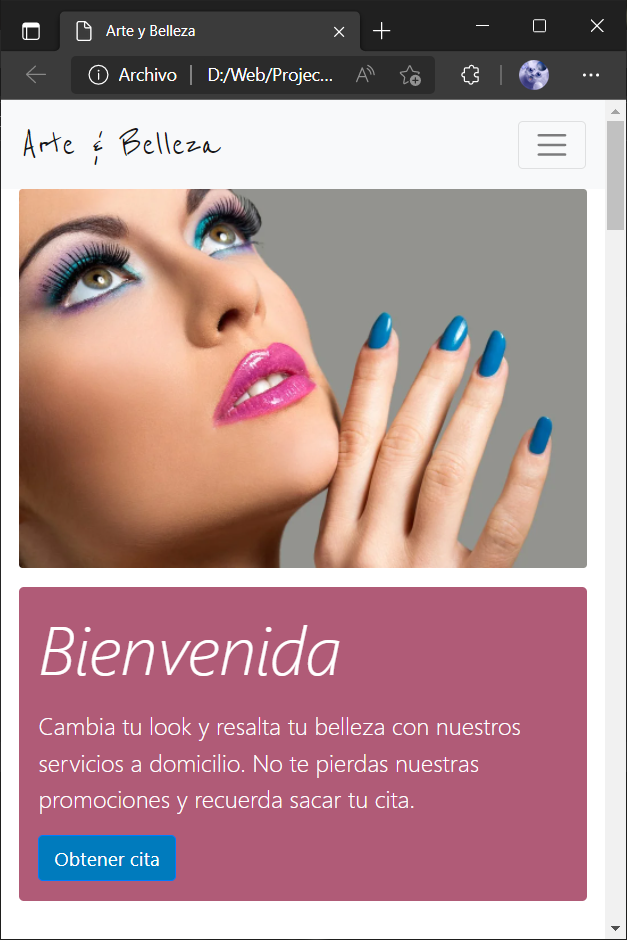 Arte y Belleza
Archivo | D:/Web/Projec...
Arte & Belleza
Bienvenida
Cambia tu look y resalta tu belleza con nuestros
servicios a domicilio. No te pierdas nuestras
promociones y recuerda sacar tu cita.
Obtener cita